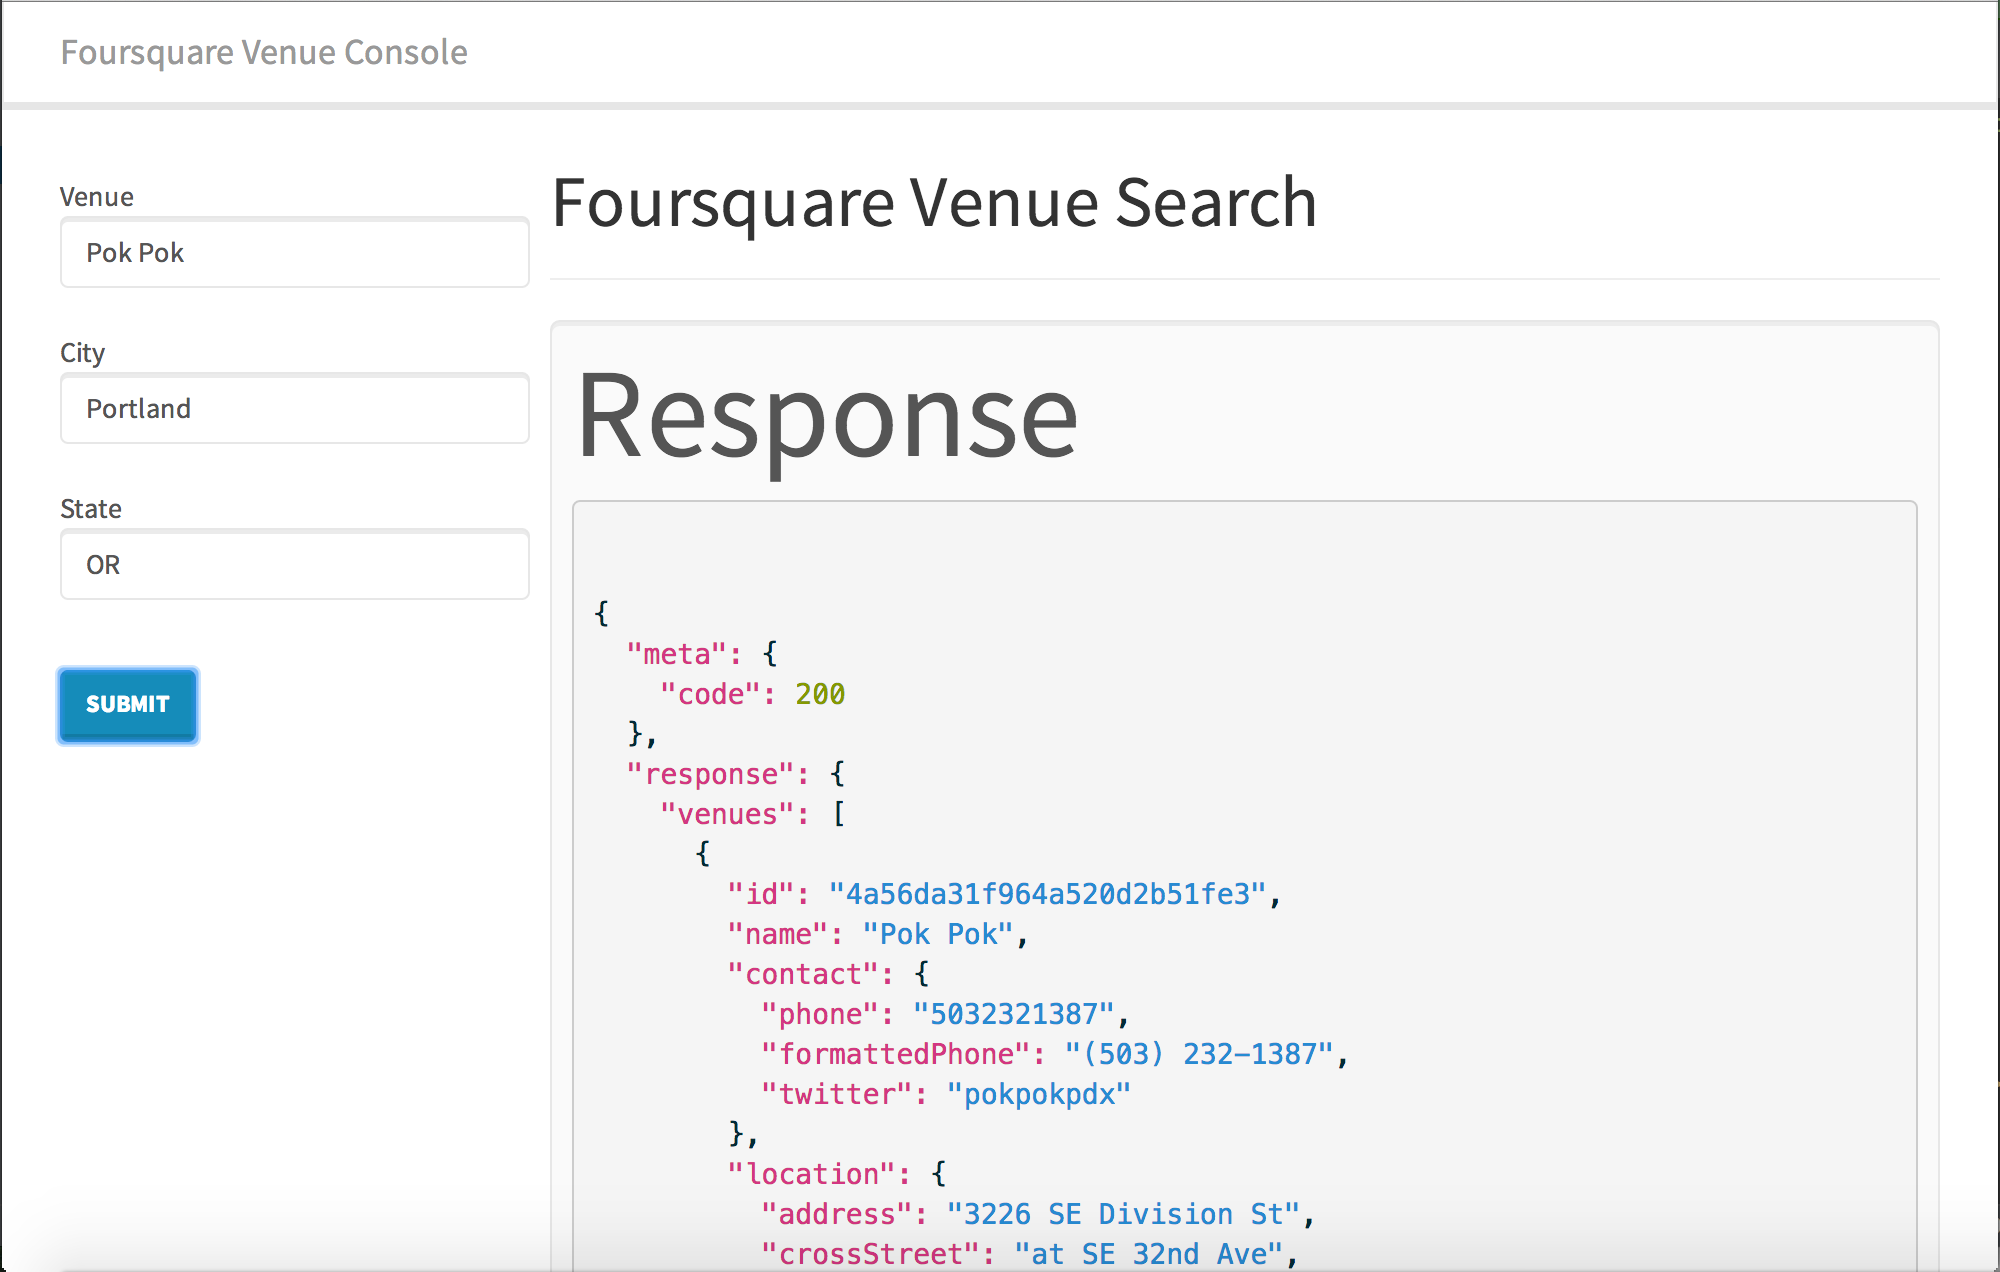 Foursquare Venue Console
Venue
Pok Pok
City
Portland
State
OR
SUBMIT
Foursquare Venue Search
Response
{
"meta": {
"code": 200
},
"response": {
"venues": [
{
"id": "4a56da31f964a520d2b51fe3",
"name": "Pok Pok",
"contact": {
"phone": "5032321387",
"formattedPhone": "(503) 232-1387",
"twitter": "pokpokpdx"
},
"location": {
"address": "3226 SE Division St",
"crossStreet": "at SE 32nd Ave",